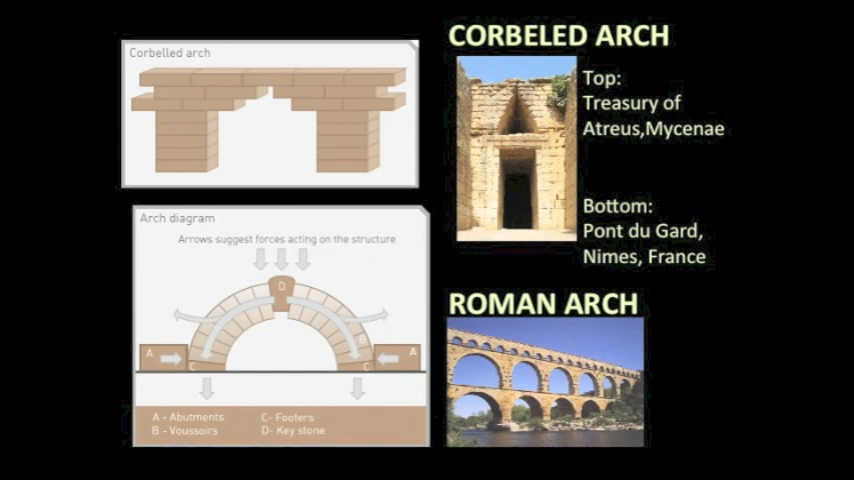 Corbelled arch
Arch diagram
Arrows suggest forces acting on the structure
D
A
B
A
C
C
A - Abutments
B - Voussoirs
C- Footers
D- Key stone
CORBELED ARCH
Top:
Treasury of
Atreus,Mycenae
Bottom:
Pont du Gard,
Nimes, France
ROMAN ARCH